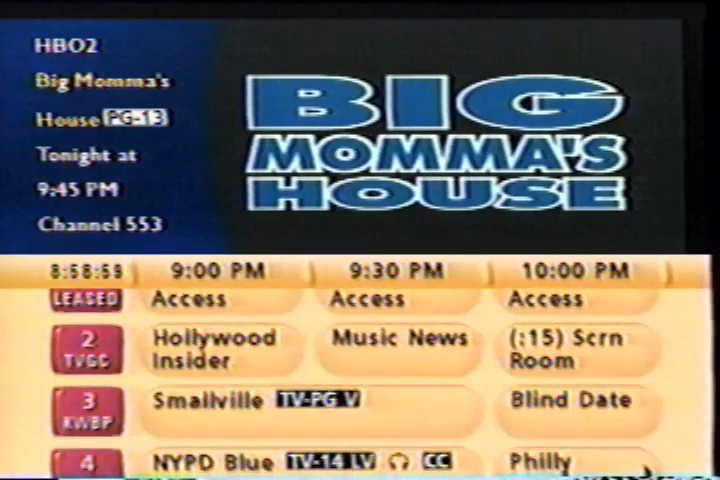 HBO2
Big Momma's
House PG-13
Tonight at
9:45 PM
Channel 553
BIG
MOMMA'S
HOUSE
8:58:59 9:00 PM 9:30 PM 10:00 PM
LEASED Access Access Access
2 Hollywood Music News (:15) Scrn
TVGC Insider Room
3 Smallville TV-PG V Blind Date
KWBP
4 NYPD Blue TV-14 LV CC Philly